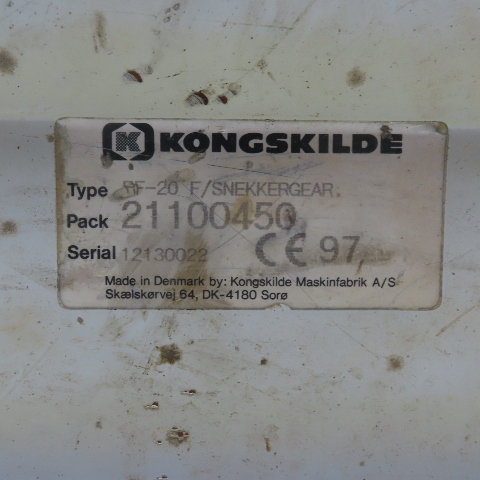 KONGSKILDE
Type F/SNEKKERGEAR.
Pack 21100450
Serial 12130022 CE 97
Made in Denmark by: Kongskilde Maskinfabrik A/S
Skælskørvej 64, DK-4180 Sorø